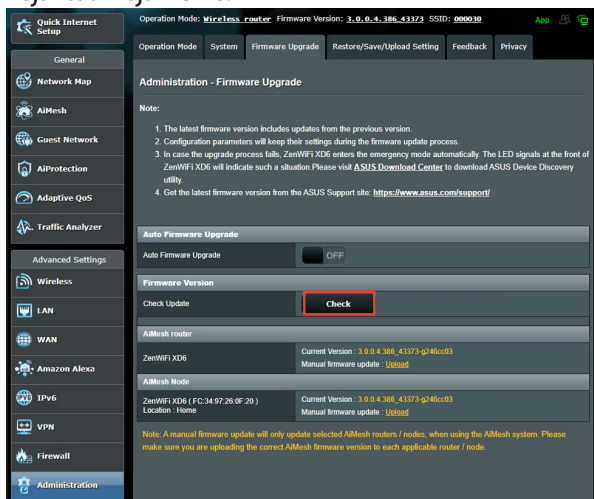 Quick Internet
Setup
Operation Mode: Wireless router Firmware Version: 3.0.0.4.386_43373 SSID: 000030
App
Operation Mode System Firmware Upgrade Restore/Save/Upload Setting Feedback Privacy
General
Network Map
AiMesh
Guest Network
AiProtection
Adaptive QoS
Traffic Analyzer
Advanced Settings
Wireless
LAN
WAN
Amazon Alexa
IPv6
VPN
Firewall
Administration
Administration - Firmware Upgrade
Note:
1. The latest firmware version includes updates from the previous version.
2. Configuration parameters will keep their settings during the firmware update process.
3. In case the upgrade process fails, ZenWiFi XD6 enters the emergency mode automatically. The LED signals at the front of
ZenWiFi XD6 will indicate such a situation Please visit ASUS Download Center to download ASUS Device Discovery
utility.
4. Get the latest firmware version from the ASUS Support site: https://www.asus.com/support/
Auto Firmware Upgrade
Auto Firmware Upgrade OFF
Firmware Version
Check Update Check
AiMesh router
ZenWiFi XD6
Current Version : 3.0.0.4.386_43373-g246cc03
Manual firmware update : Upload
AiMesh Node
ZenWiFi XD6 ( FC:34:97:26:0F:20 )
Location : Home
Current Version : 3.0.0.4.386_43373-g246cc03
Manual firmware update : Upload
Note: A manual firmware update will only update selected AiMesh routers / nodes, when using the AiMesh system. Please
make sure you are uploading the correct AiMesh firmware version to each applicable router / node.